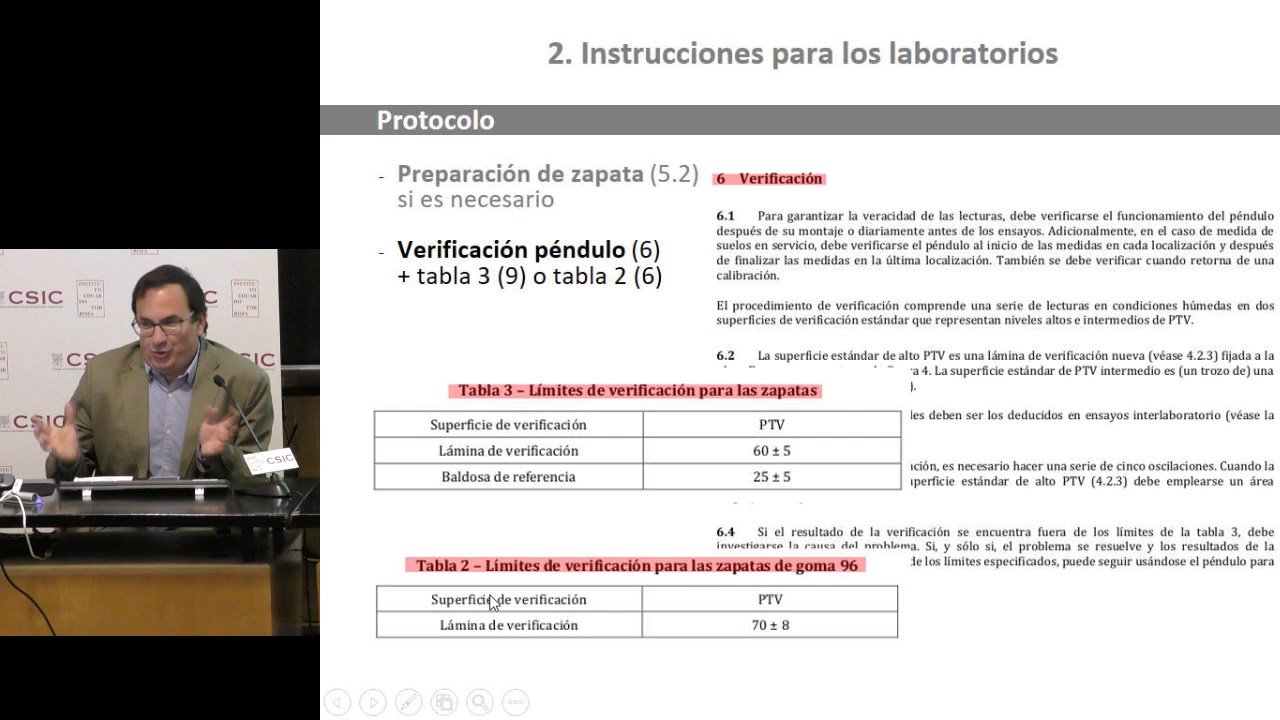 2. Instrucciones para los laboratorios
Protocolo
- Preparación de zapata (5.2)
si es necesario
- Verificación péndulo (6)
+ tabla 3 (9) o tabla 2 (6)
6 Verificación
6.1 Para garantizar la veracidad de las lecturas, debe verificarse el funcionamiento del péndulo
después de su montaje o diariamente antes de los ensayos. Adicionalmente, en el caso de medida de
suelos en servicio, debe verificarse el péndulo al inicio de las medidas en cada localización y después
de finalizar las medidas en la última localización. También se debe verificar cuando retorna de una
calibración.
El procedimiento de verificación comprende una serie de lecturas en condiciones húmedas en dos
superficies de verificación estándar que representan niveles altos e intermedios de PTV.
6.2 La superficie estándar de alto PTV es una lámina de verificación nueva (véase 4.2.3) fijada a la
4. La superficie estándar de PTV intermedio es (un trozo de) una
).
les deben ser los deducidos en ensayos interlaboratorio (véase la
ación, es necesario hacer una serie de cinco oscilaciones. Cuando la
perficie estándar de alto PTV (4.2.3) debe emplearse un área
6.4 Si el resultado de la verificación se encuentra fuera de los límites de la tabla 3, debe
investigarse la causa del problema. Si, y sólo si, el problema se resuelve y los resultados de la
de los límites especificados, puede seguir usándose el péndulo para
Tabla 3 – Límites de verificación para las zapatas
Superficie de verificación PTV
Lámina de verificación 60 ± 5
Baldosa de referencia 25 ± 5
Tabla 2 – Límites de verificación para las zapatas de goma 96
Superficie de verificación PTV
Lámina de verificación 70 ± 8
CSIC
INSTITU
TO
EDUAR
DO TOR
ROJA
CSIC
CSIC
CSIC